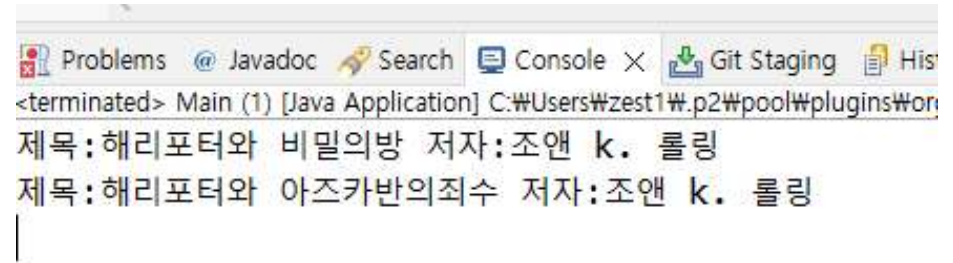 Problems @ Javadoc Search Console Git Staging His
<terminated> Main (1) [Java Application] C:₩Users₩zest1₩.p2₩pool₩plugins₩org
제목:해리포터와 비밀의방 저자:조앤 k. 롤링
제목:해리포터와 아즈카반의죄수 저자:조앤 k. 롤링